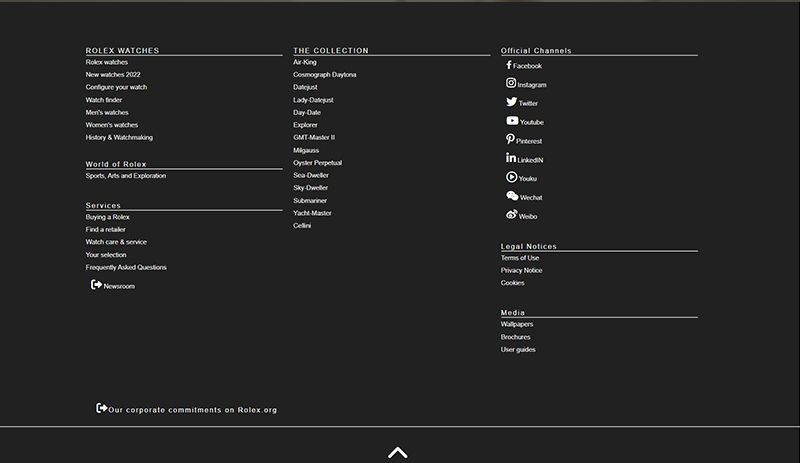 ROLEX WATCHES
Rolex watches
New watches 2022
Configure your watch
Watch finder
Men's watches
Women's watches
History & Watchmaking
World of Rolex
Sports, Arts and Exploration
Services
Buying a Rolex
Find a retailer
Watch care & service
Your selection
Frequently Asked Questions
Newsroom
THE COLLECTION
Air-King
Cosmograph Daytona
Datejust
Lady-Datejust
Day-Date
Explorer
GMT-Master II
Milgauss
Oyster Perpetual
Sea-Dweller
Sky-Dweller
Submariner
Yacht-Master
Cellini
Official Channels
Facebook
Instagram
Twitter
Youtube
Pinterest
LinkedIN
Youku
Wechat
Weibo
Legal Notices
Terms of Use
Privacy Notice
Cookies
Media
Wallpapers
Brochures
User guides
Our corporate commitments on Rolex.org